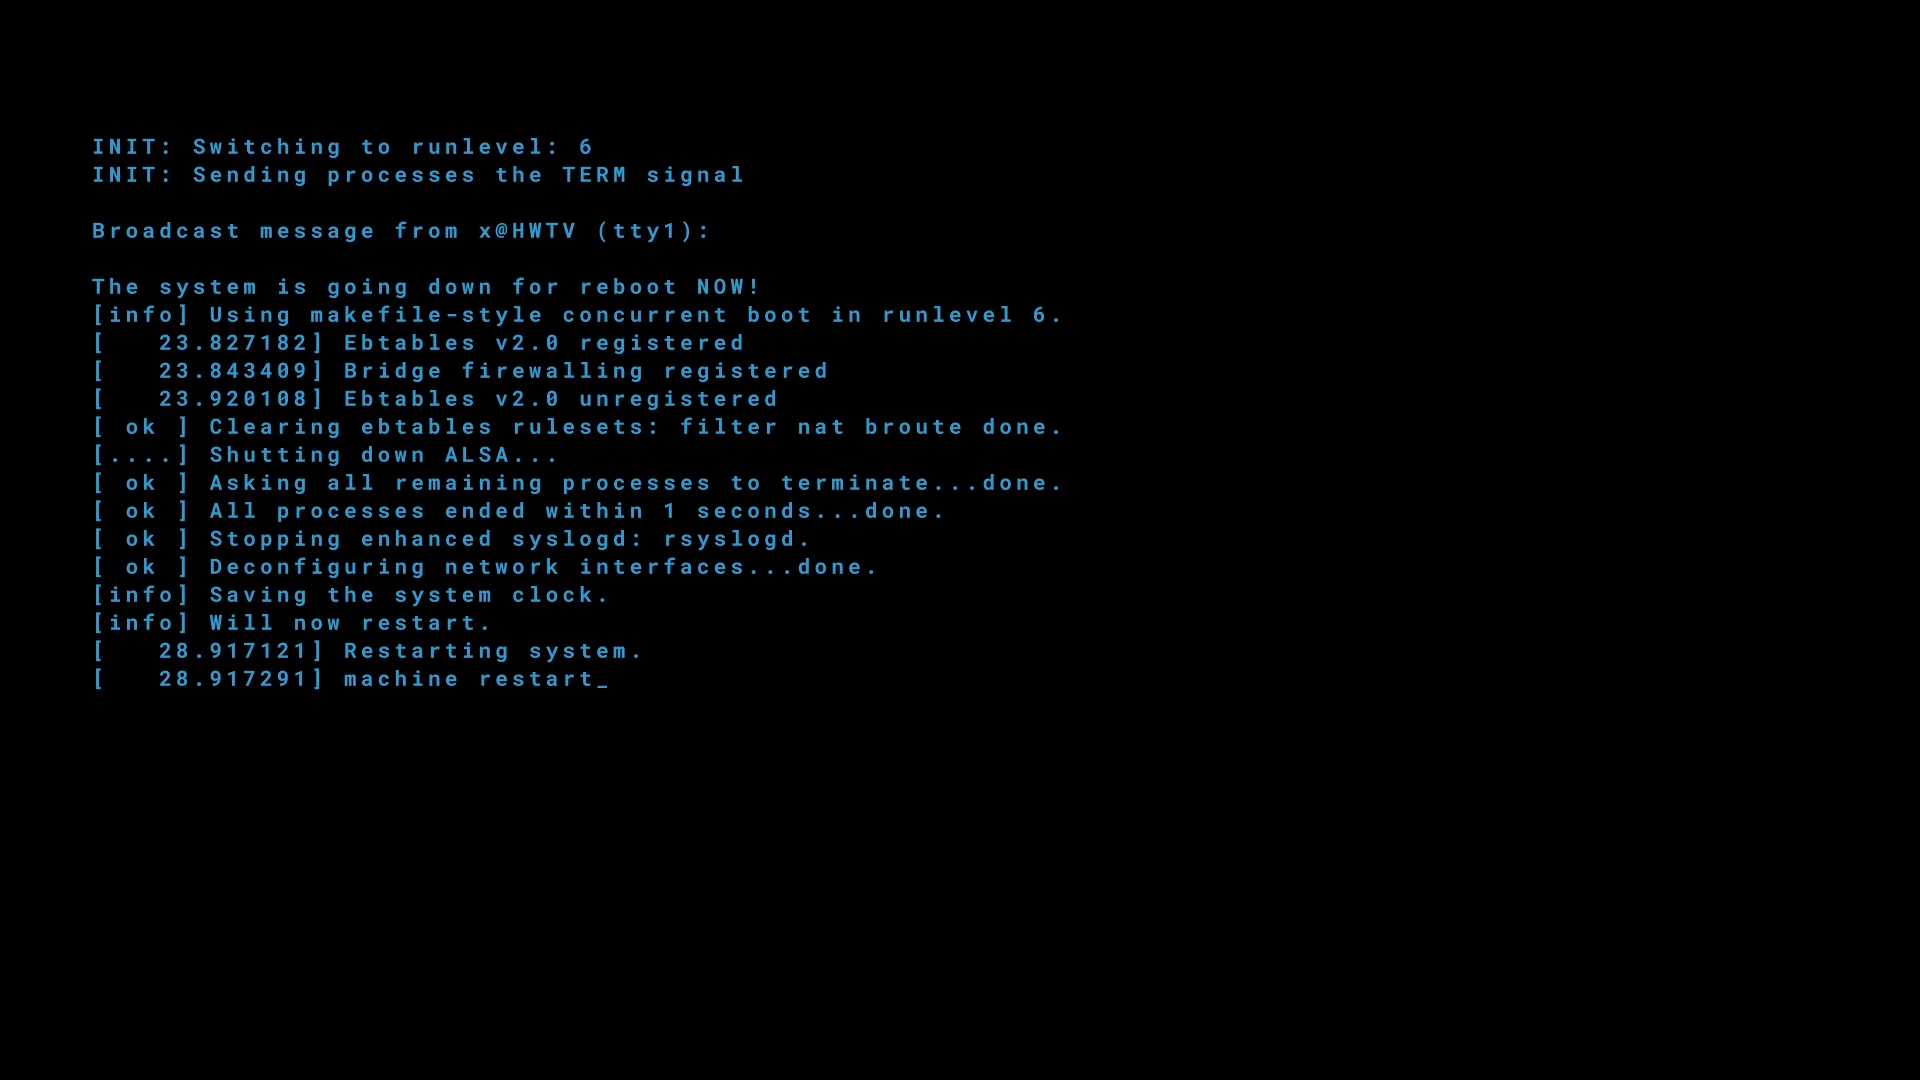 INIT: Switching to runlevel: 6
INIT: Sending processes the TERM signal
Broadcast message from x@HWTV (tty1):
The system is going down for reboot NOW!
[info] Using makefile-style concurrent boot in runlevel 6.
[   23.827182] Ebtables v2.0 registered
[   23.843409] Bridge firewalling registered
[   23.920108] Ebtables v2.0 unregistered
[ ok ] Clearing ebtables rulesets: filter nat broute done.
[....] Shutting down ALSA...
[ ok ] Asking all remaining processes to terminate...done.
[ ok ] All processes ended within 1 seconds...done.
[ ok ] Stopping enhanced syslogd: rsyslogd.
[ ok ] Deconfiguring network interfaces...done.
[info] Saving the system clock.
[info] Will now restart.
[   28.917121] Restarting system.
[   28.917291] machine restart_